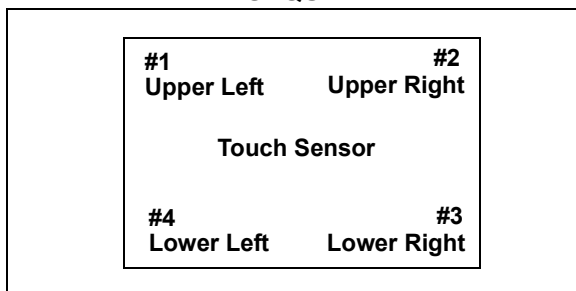 #1 #2
Upper Left Upper Right
Touch Sensor
#4 #3
Lower Left Lower Right